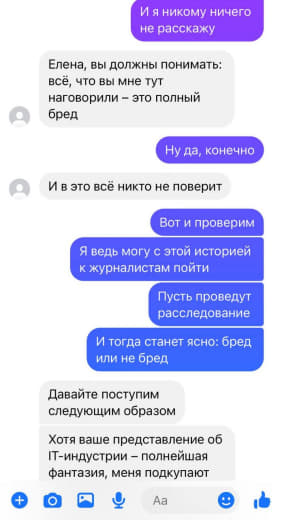 И я никому ничего
не расскажу
Елена, вы должны понимать:
всё, что вы мне тут
наговорили – это полный
бред
Ну да, конечно
И в это всё никто не поверит
Вот и проверим
Я ведь могу с этой историей
к журналистам пойти
Пусть проведут
расследование
И тогда станет ясно: бред
или не бред
Давайте поступим
следующим образом
Хотя ваше представление об
IT-индустрии – полнейшая
фантазия, меня подкупают
Aa